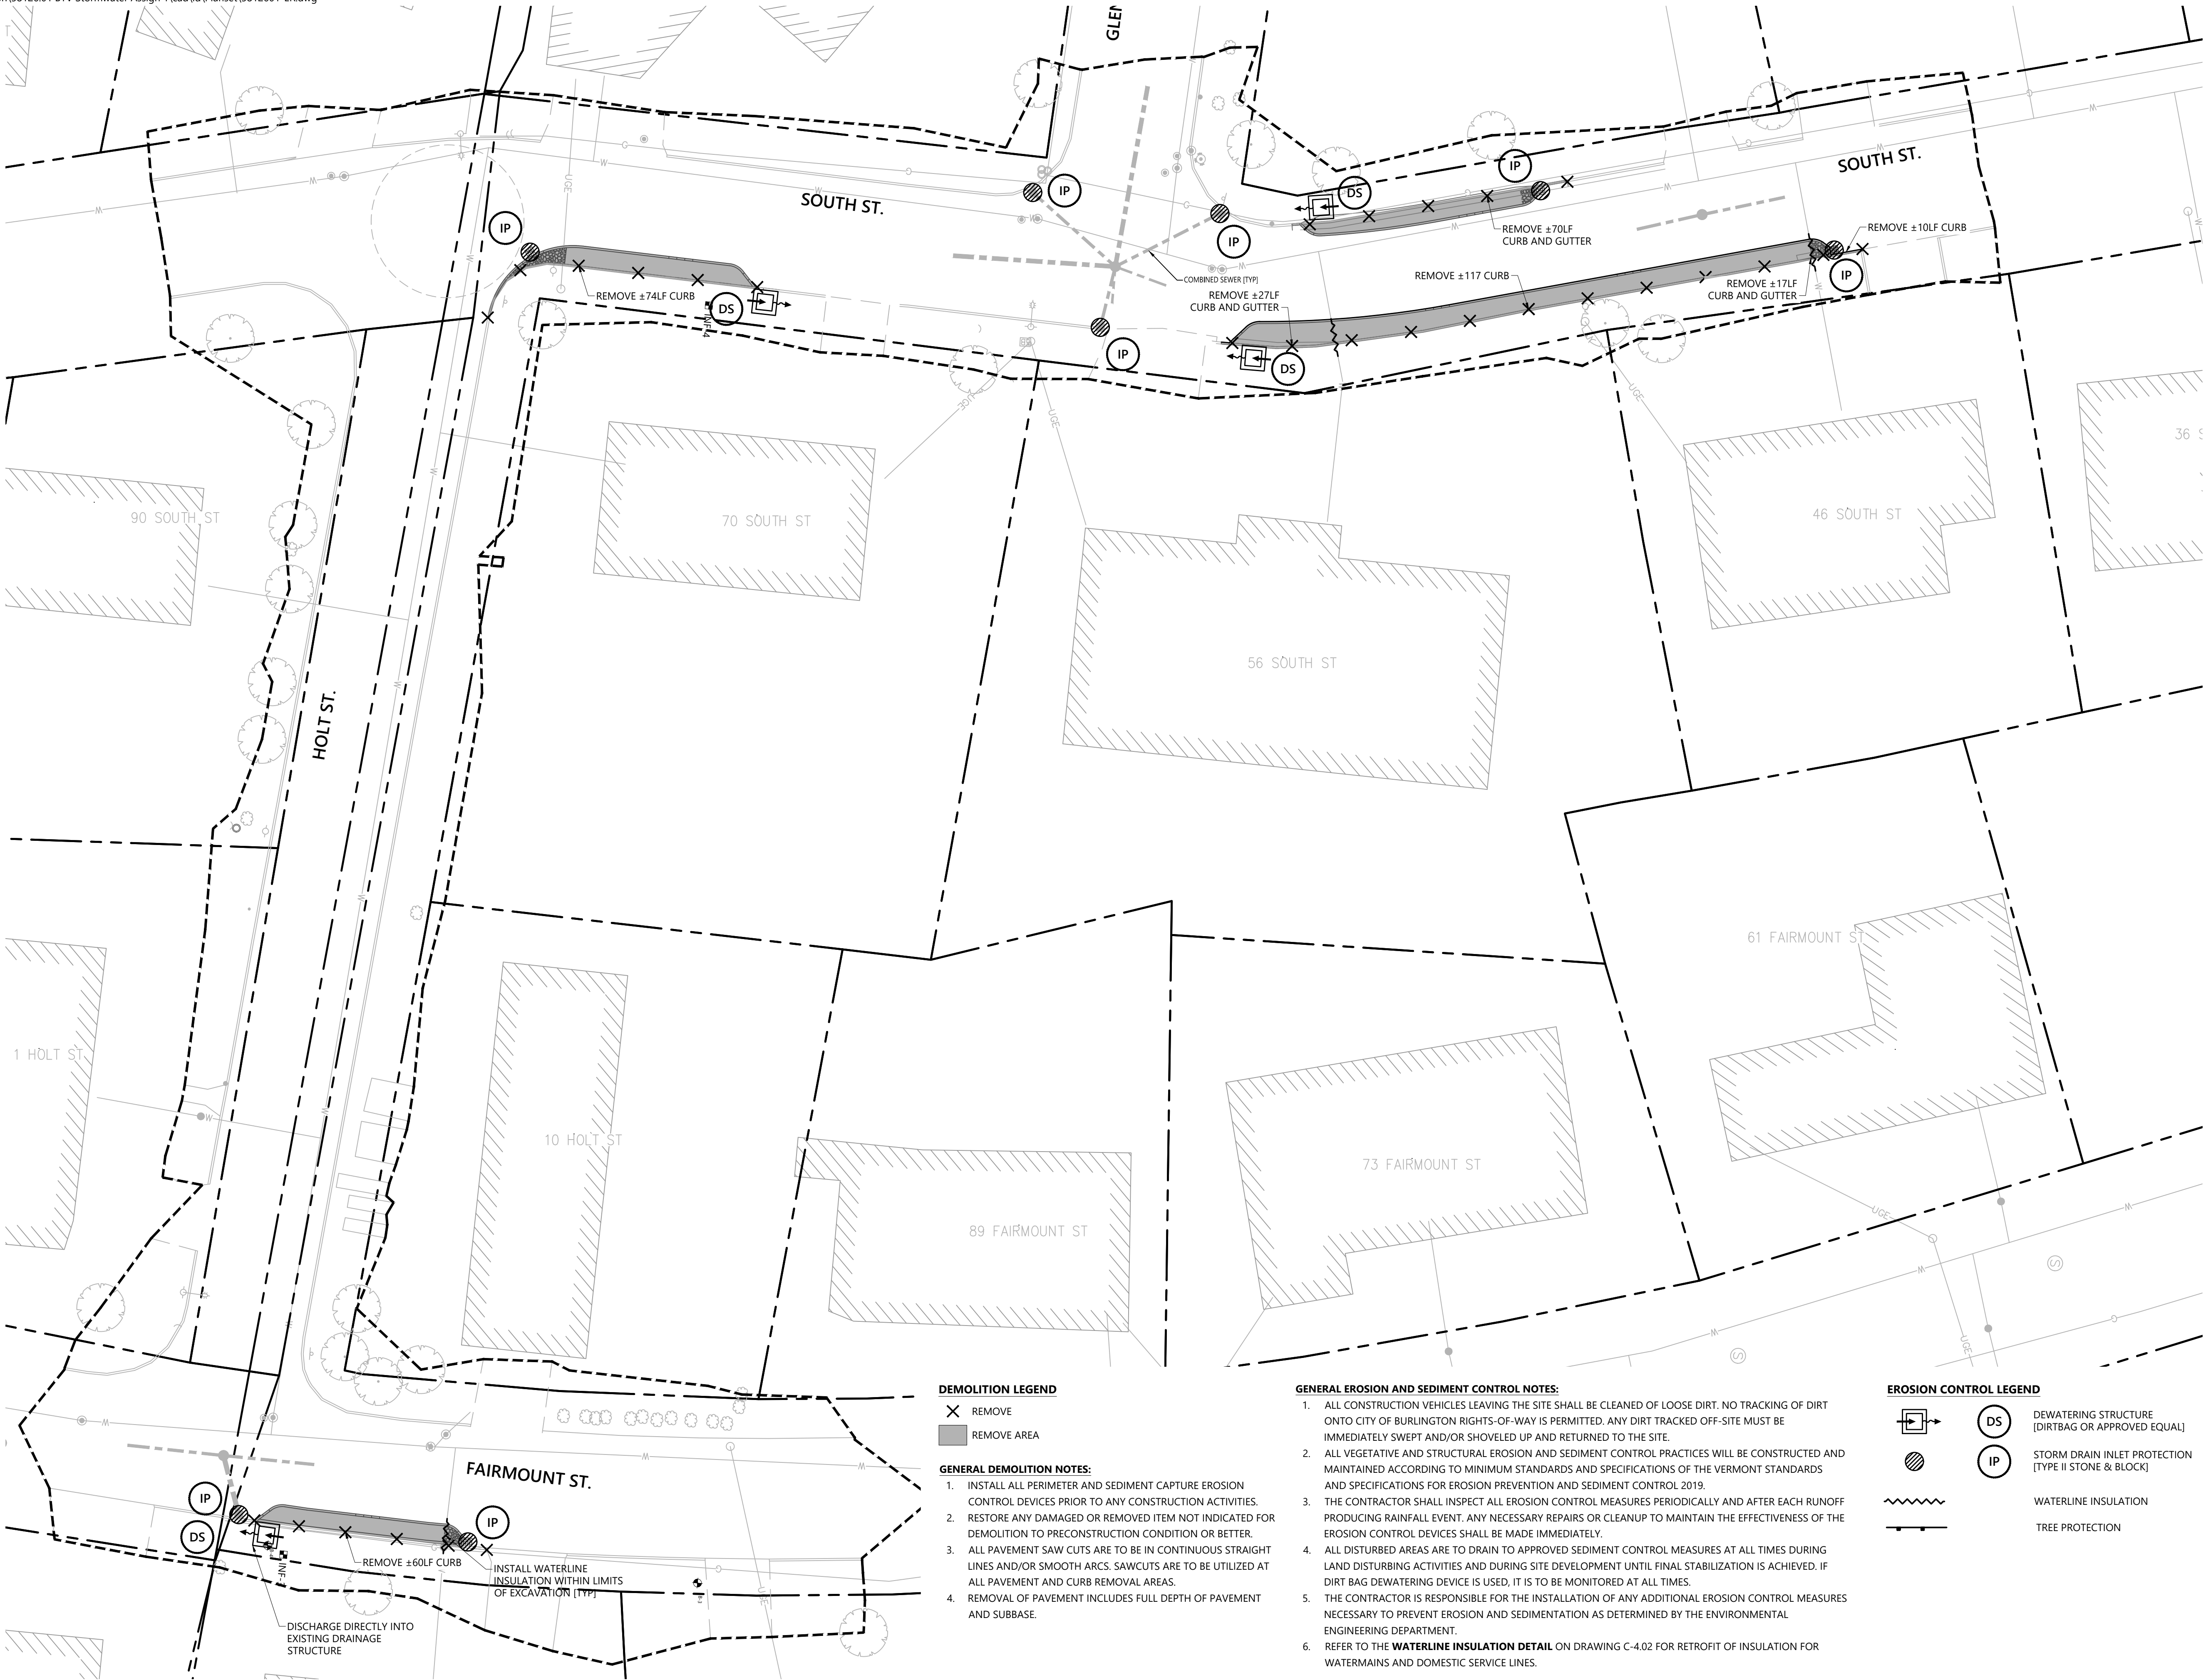 GLEN
SOUTH ST.
SOUTH ST.
IP
IP
IP
DS
IP
IP
IP
DS
DS
REMOVE ±70LF
CURB AND GUTTER
REMOVE ±10LF CURB
REMOVE ±117 CURB
REMOVE ±17LF
CURB AND GUTTER
COMBINED SEWER [TYP]
REMOVE ±27LF
CURB AND GUTTER
REMOVE ±74LF CURB
INF-4
UGE
UGE
UGE
UGE
90 SOUTH ST
70 SOUTH ST
56 SOUTH ST
46 SOUTH ST
36 S
HOLT ST.
61 FAIRMOUNT ST
1 HOLT ST
10 HOLT ST
89 FAIRMOUNT ST
73 FAIRMOUNT ST
UGE
UGE
UGE
FAIRMOUNT ST.
IP
DS
IP
REMOVE ±60LF CURB
INSTALL WATERLINE
INSULATION WITHIN LIMITS
OF EXCAVATION [TYP]
DISCHARGE DIRECTLY INTO
EXISTING DRAINAGE
STRUCTURE
DEMOLITION LEGEND
REMOVE
REMOVE AREA
GENERAL DEMOLITION NOTES:
1. INSTALL ALL PERIMETER AND SEDIMENT CAPTURE EROSION
CONTROL DEVICES PRIOR TO ANY CONSTRUCTION ACTIVITIES.
2. RESTORE ANY DAMAGED OR REMOVED ITEM NOT INDICATED FOR
DEMOLITION TO PRECONSTRUCTION CONDITION OR BETTER.
3. ALL PAVEMENT SAW CUTS ARE TO BE IN CONTINUOUS STRAIGHT
LINES AND/OR SMOOTH ARCS. SAWCUTS ARE TO BE UTILIZED AT
ALL PAVEMENT AND CURB REMOVAL AREAS.
4. REMOVAL OF PAVEMENT INCLUDES FULL DEPTH OF PAVEMENT
AND SUBBASE.
GENERAL EROSION AND SEDIMENT CONTROL NOTES:
1. ALL CONSTRUCTION VEHICLES LEAVING THE SITE SHALL BE CLEANED OF LOOSE DIRT. NO TRACKING OF DIRT
ONTO CITY OF BURLINGTON RIGHTS-OF-WAY IS PERMITTED. ANY DIRT TRACKED OFF-SITE MUST BE
IMMEDIATELY SWEPT AND/OR SHOVELED UP AND RETURNED TO THE SITE.
2. ALL VEGETATIVE AND STRUCTURAL EROSION AND SEDIMENT CONTROL PRACTICES WILL BE CONSTRUCTED AND
MAINTAINED ACCORDING TO MINIMUM STANDARDS AND SPECIFICATIONS OF THE VERMONT STANDARDS
AND SPECIFICATIONS FOR EROSION PREVENTION AND SEDIMENT CONTROL 2019.
3. THE CONTRACTOR SHALL INSPECT ALL EROSION CONTROL MEASURES PERIODICALLY AND AFTER EACH RUNOFF
PRODUCING RAINFALL EVENT. ANY NECESSARY REPAIRS OR CLEANUP TO MAINTAIN THE EFFECTIVENESS OF THE
EROSION CONTROL DEVICES SHALL BE MADE IMMEDIATELY.
4. ALL DISTURBED AREAS ARE TO DRAIN TO APPROVED SEDIMENT CONTROL MEASURES AT ALL TIMES DURING
LAND DISTURBING ACTIVITIES AND DURING SITE DEVELOPMENT UNTIL FINAL STABILIZATION IS ACHIEVED. IF
DIRT BAG DEWATERING DEVICE IS USED, IT IS TO BE MONITORED AT ALL TIMES.
5. THE CONTRACTOR IS RESPONSIBLE FOR THE INSTALLATION OF ANY ADDITIONAL EROSION CONTROL MEASURES
NECESSARY TO PREVENT EROSION AND SEDIMENTATION AS DETERMINED BY THE ENVIRONMENTAL
ENGINEERING DEPARTMENT.
6. REFER TO THE WATERLINE INSULATION DETAIL ON DRAWING C-4.02 FOR RETROFIT OF INSULATION FOR
WATERMAINS AND DOMESTIC SERVICE LINES.
EROSION CONTROL LEGEND
DS
DEWATERING STRUCTURE
[DIRTBAG OR APPROVED EQUAL]
IP
STORM DRAIN INLET PROTECTION
[TYPE II STONE & BLOCK]
WATERLINE INSULATION
TREE PROTECTION